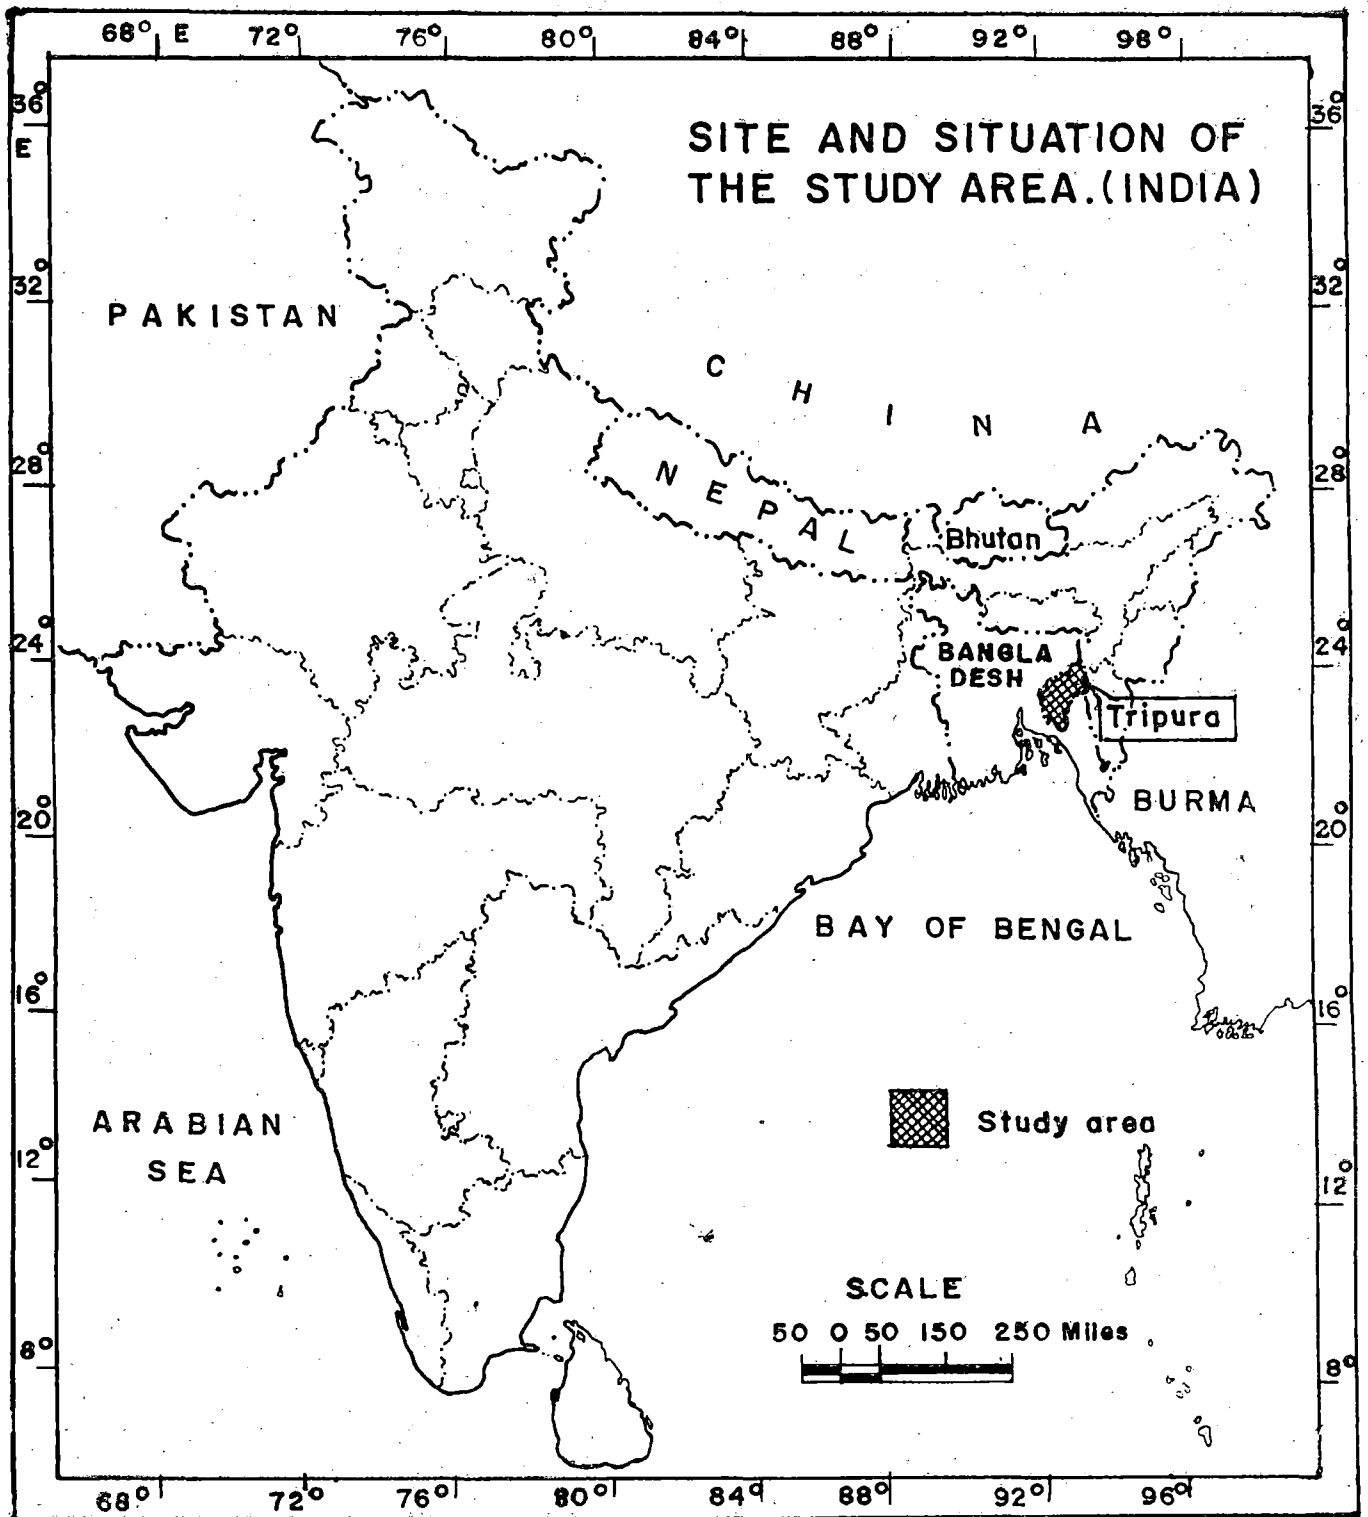 68° E 72° 76° 80° 84° 88° 92° 98°
36° 36°
E
SITE AND SITUATION OF
THE STUDY AREA.(INDIA)
32° 32°
PAKISTAN
CHINA
28° 28°
NEPAL
Bhutan
24° 24°
BANGLA
DESH
Tripura
20° 20°
BURMA
BAY OF BENGAL
16° 16°
ARABIAN
SEA
Study area
12° 12°
SCALE
50 0 50 150 250 Miles
8° 8°
68° 72° 76° 80° 84° 88° 92° 96°